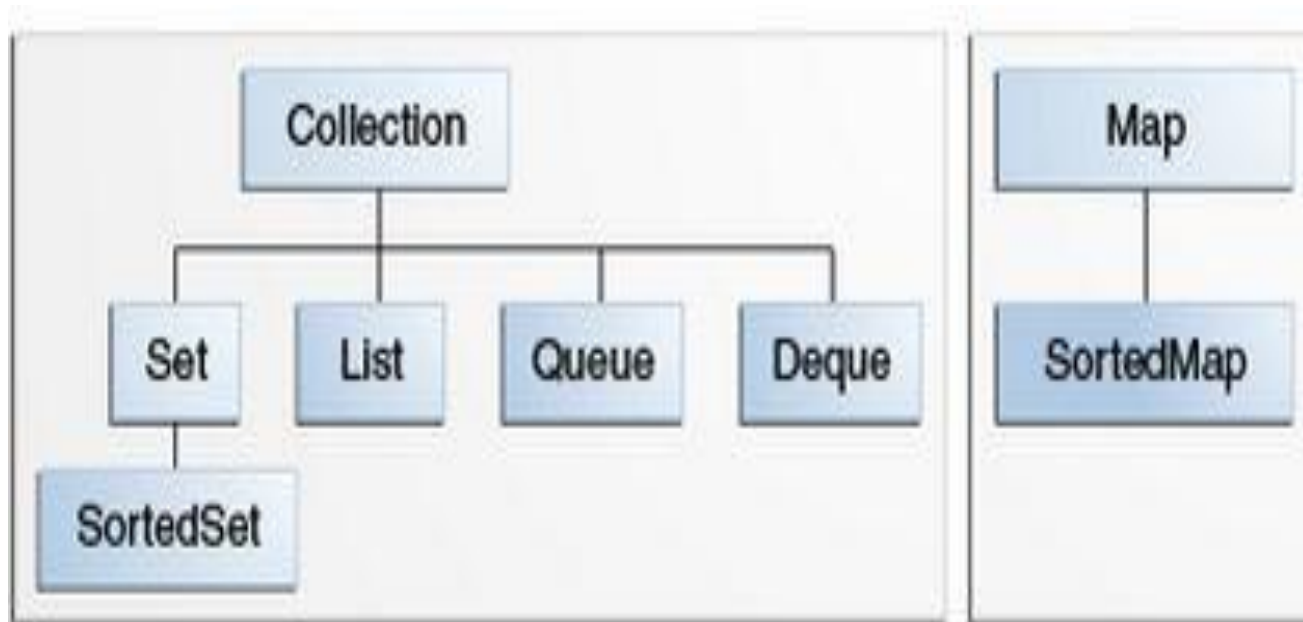 Collection
Map
Set
List
Queue
Deque
SortedMap
SortedSet